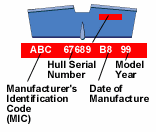 ABC 67689 B8 99
Hull Serial Number
Model Year
Manufacturer's Identification Code (MIC)
Date of Manufacture